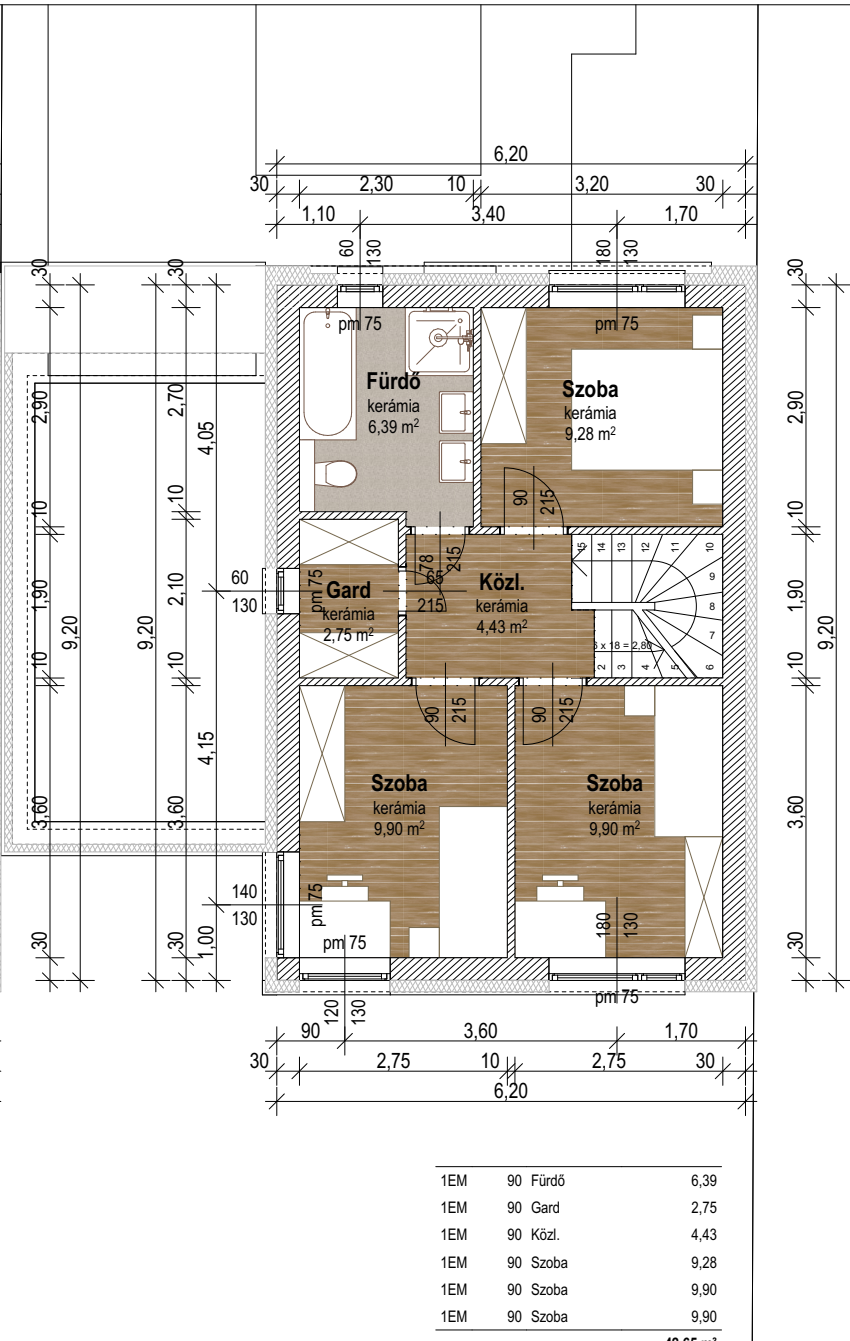 6,20
30 2,30 10 3,20 30
1,10 3,40 1,70
60 130
180 130
30 30 30
pm 75 pm 75
Fürdő
kerámia
6,39 m²
Szoba
kerámia
9,28 m²
2,90 2,70 4,05 2,90
90 215
10 10 10
78 215
15 14 13 12 11 10
9
8
7
6
5
4
3
2
60
130
pm 75
Gard
kerámia
2,75 m²
65
215
Közl.
kerámia
4,43 m²
x 18 = 2,80
1,90 9,20 9,20 2,10 1,90 9,20
10 10 10
90 215
90 215
4,15
Szoba
kerámia
9,90 m²
Szoba
kerámia
9,90 m²
3,60 3,60 3,60
140
130
pm 75
pm 75
180 130
30 30 1,00 30
pm 75
120 130
90 3,60 1,70
30 2,75 10 2,75 30
6,20
1EM 90 Fürdő 6,39
1EM 90 Gard 2,75
1EM 90 Közl. 4,43
1EM 90 Szoba 9,28
1EM 90 Szoba 9,90
1EM 90 Szoba 9,90